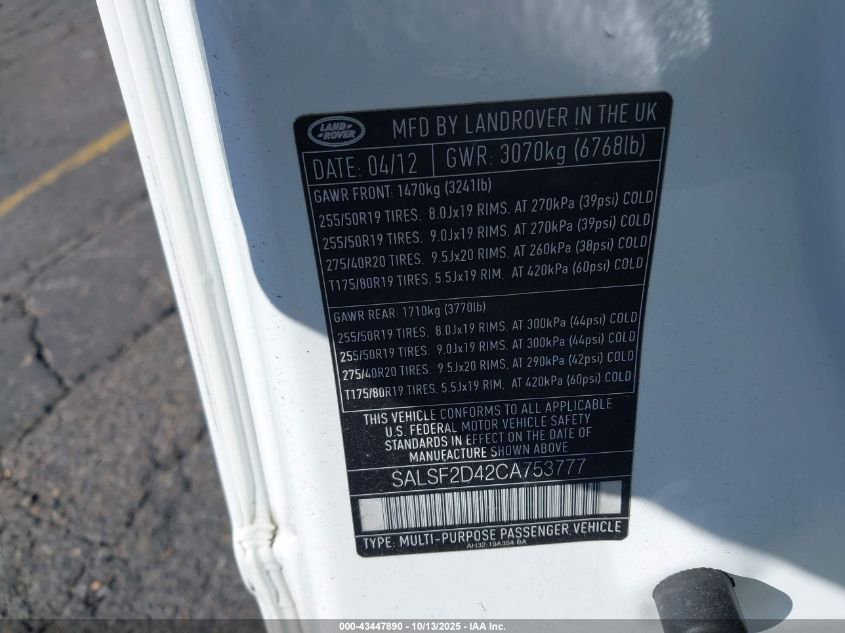 LAND ROVER
MFD BY LANDROVER IN THE UK
DATE: 04/12 GWR: 3070kg (6768lb)
GAWR FRONT: 1470kg (3241lb)
255/50R19 TIRES. 8.0Jx19 RIMS. AT 270kPa (39psi) COLD
255/50R19 TIRES. 9.0Jx19 RIMS. AT 270kPa (39psi) COLD
275/40R20 TIRES. 9.5Jx20 RIMS. AT 260kPa (38psi) COLD
T175/80R19 TIRES. 5.5Jx19 RIM. AT 420kPa (60psi) COLD
GAWR REAR: 1710kg (3770lb)
255/50R19 TIRES. 8.0Jx19 RIMS. AT 300kPa (44psi) COLD
255/50R19 TIRES. 9.0Jx19 RIMS. AT 300kPa (44psi) COLD
275/40R20 TIRES. 9.5Jx20 RIMS. AT 290kPa (42psi) COLD
T175/80R19 TIRES. 5.5Jx19 RIM. AT 420kPa (60psi) COLD
THIS VEHICLE CONFORMS TO ALL APPLICABLE
U.S. FEDERAL MOTOR VEHICLE SAFETY
STANDARDS IN EFFECT ON THE DATE OF
MANUFACTURE SHOWN ABOVE
SALSF2D42CA753777
TYPE: MULTI-PURPOSE PASSENGER VEHICLE
AH32-19A354-BA
000-43447890 - 10/13/2025 - IAA Inc.